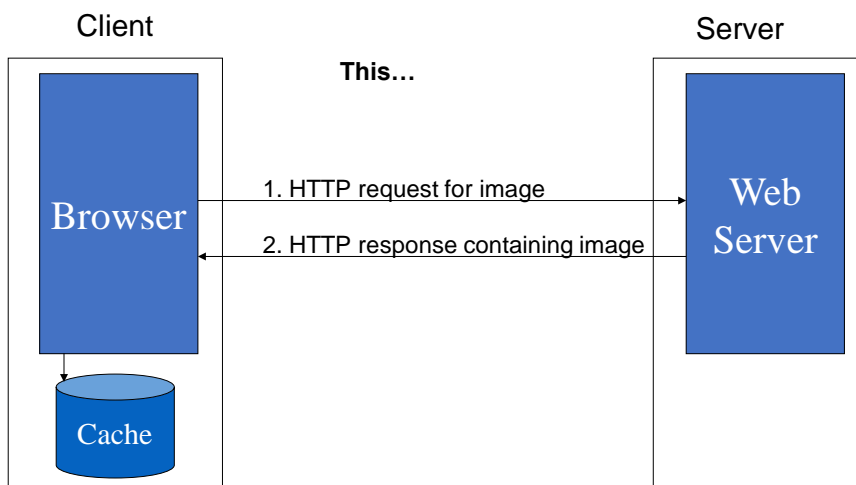 Client
Server
This…
1. HTTP request for image
Browser
Web
Server
2. HTTP response containing image
Cache